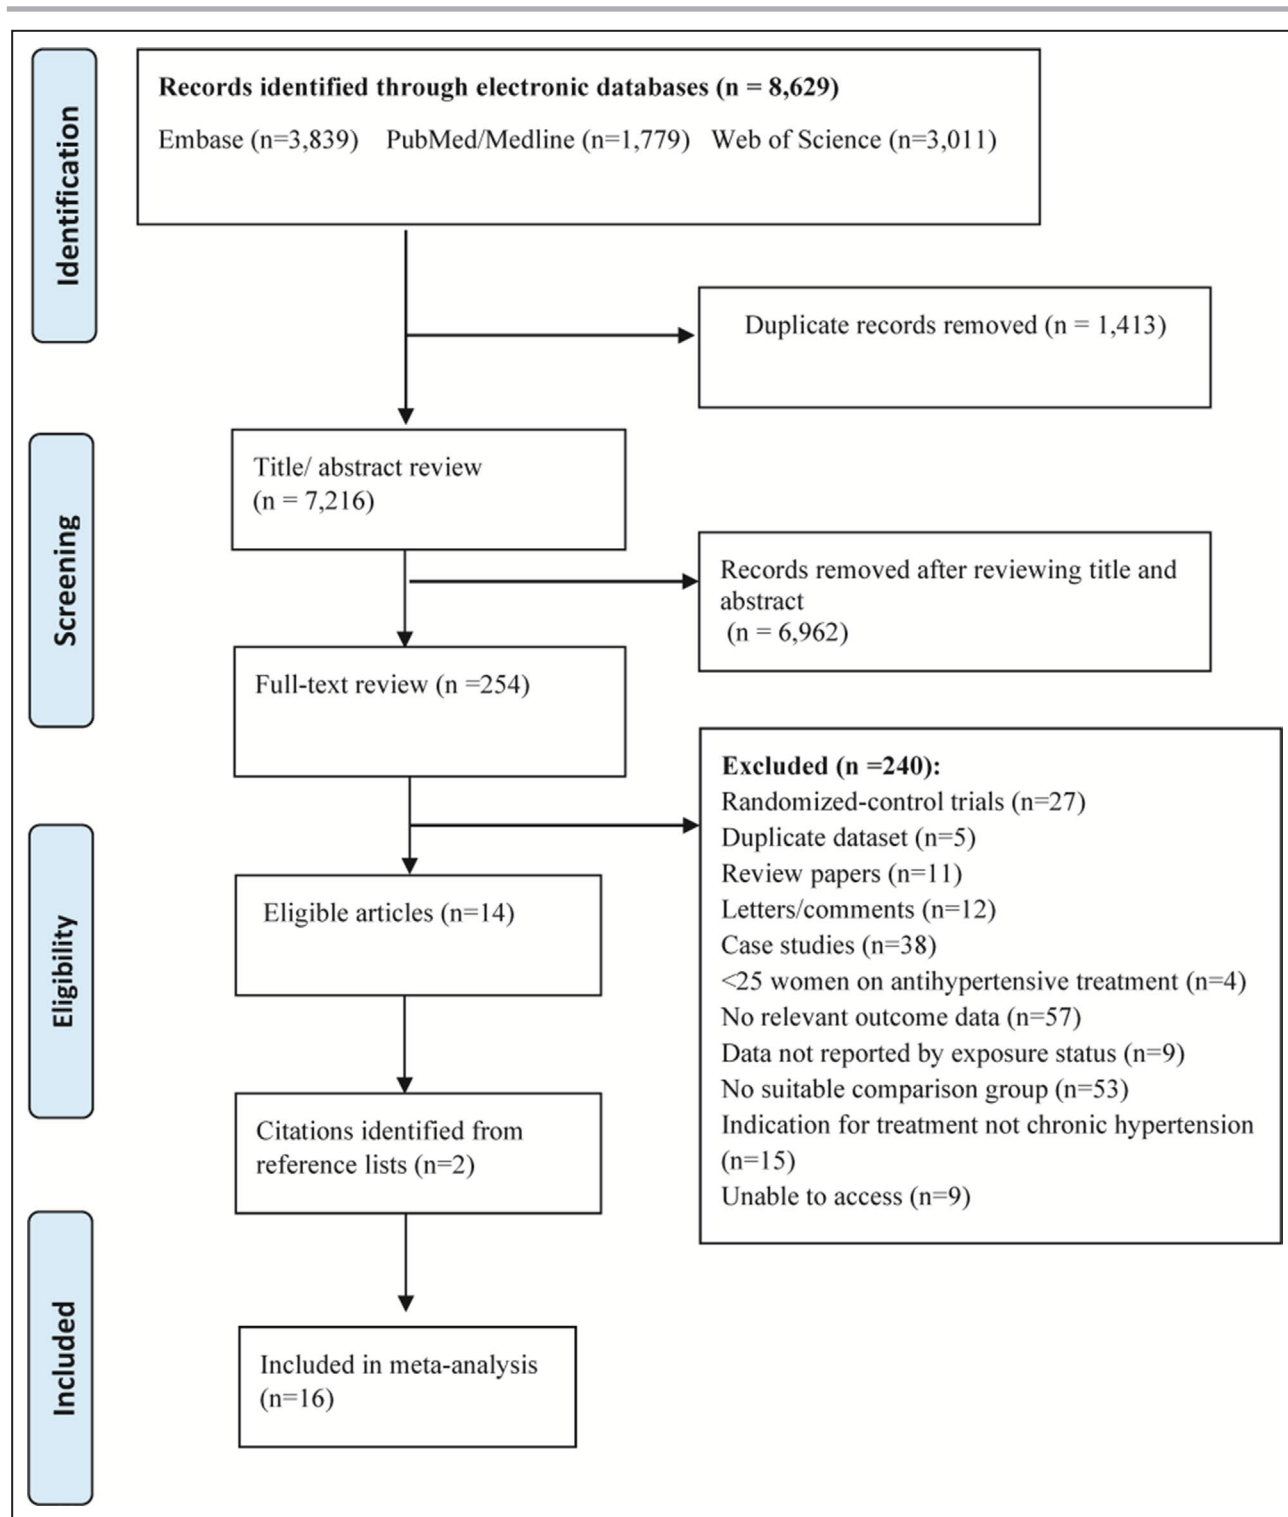 Identification
Records identified through electronic databases (n = 8,629)
Embase (n=3,839) PubMed/Medline (n=1,779) Web of Science (n=3,011)
Duplicate records removed (n = 1,413)
Screening
Title/ abstract review
(n = 7,216)
Records removed after reviewing title and
abstract
(n = 6,962)
Full-text review (n =254)
Excluded (n =240):
Randomized-control trials (n=27)
Duplicate dataset (n=5)
Review papers (n=11)
Letters/comments (n=12)
Case studies (n=38)
<25 women on antihypertensive treatment (n=4)
No relevant outcome data (n=57)
Data not reported by exposure status (n=9)
No suitable comparison group (n=53)
Indication for treatment not chronic hypertension
(n=15)
Unable to access (n=9)
Eligibility
Eligible articles (n=14)
Citations identified from
reference lists (n=2)
Included
Included in meta-analysis
(n=16)